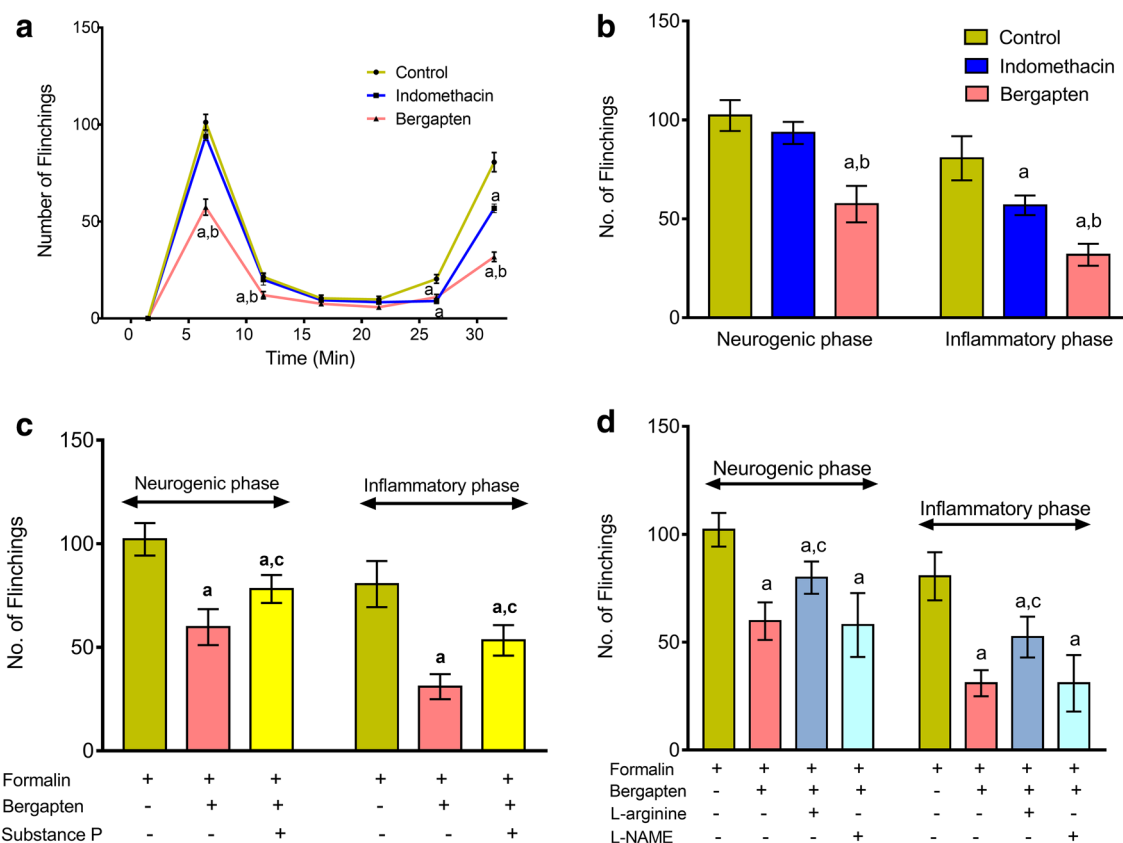 a
150
100
50
0
Number of Flinchings
Control
Indomethacin
Bergapten
a,b
a,b
a
a
a
a,b
0 5 10 15 20 25 30
Time (Min)
b
150
100
50
0
No. of Flinchings
Control
Indomethacin
Bergapten
a,b
a
a,b
Neurogenic phase Inflammatory phase
c
150
100
50
0
No. of Flinchings
Neurogenic phase
Inflammatory phase
a
a,c
a
a,c
Formalin + + + + + +
Bergapten - + + - + +
Substance P - - + - - +
d
150
100
50
0
No. of Flinchings
Neurogenic phase
Inflammatory phase
a
a,c
a
a
a,c
a
Formalin + + + + + + + +
Bergapten - + + + - + + +
L-arginine - - + - - - + -
L-NAME - - - + - - - +